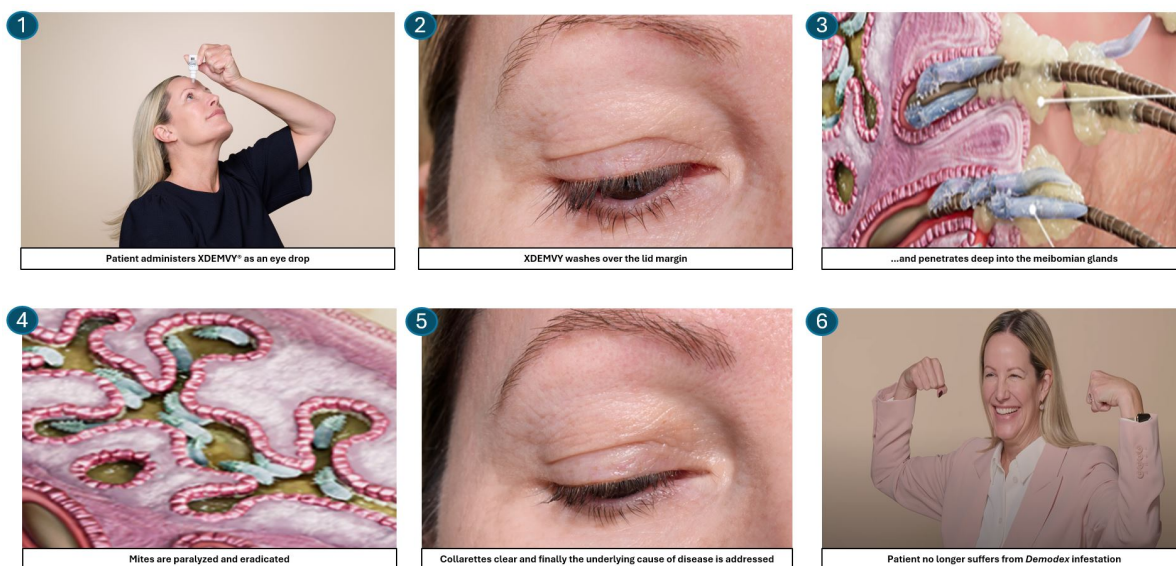 1
Patient administers XDEMVY® as an eye drop
2
XDEMVY washes over the lid margin
3
...and penetrates deep into the meibomian glands
4
Mites are paralyzed and eradicated
5
Collarettes clear and finally the underlying cause of disease is addressed
6
Patient no longer suffers from Demodex infestation